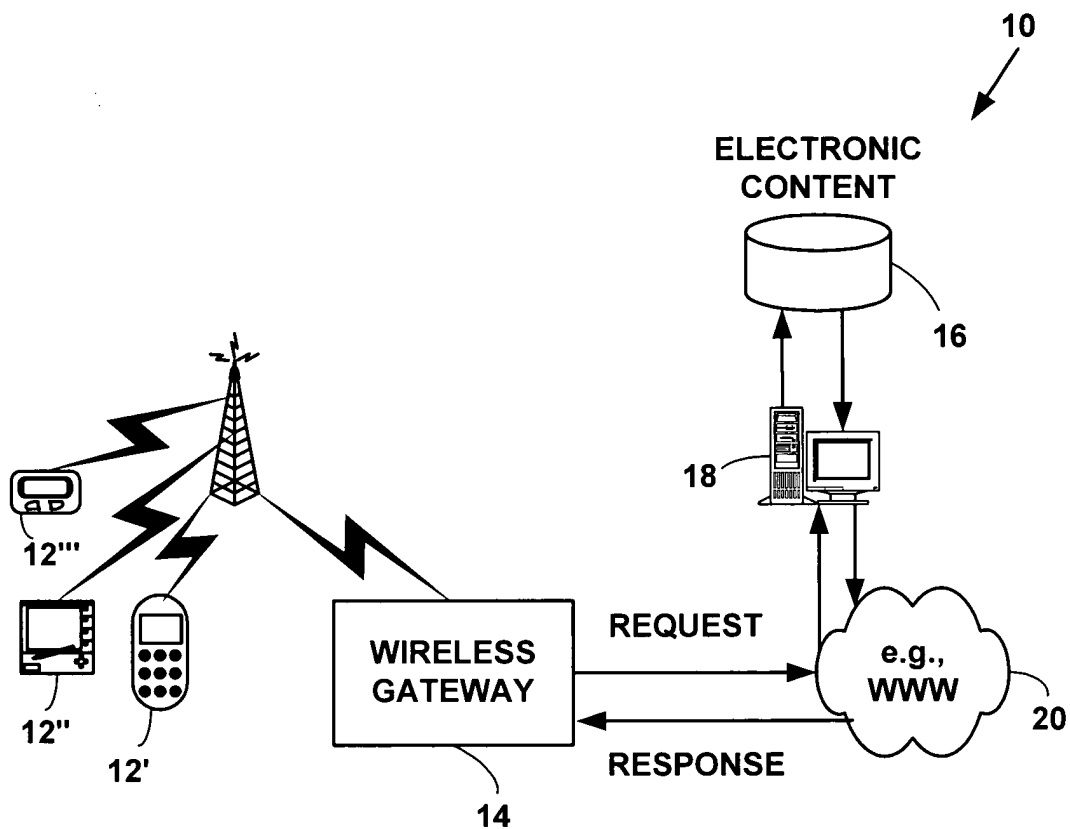 10
ELECTRONIC
CONTENT
16
18
12'''
12''
12'
WIRELESS
GATEWAY
14
REQUEST
RESPONSE
e.g.,
WWW
20